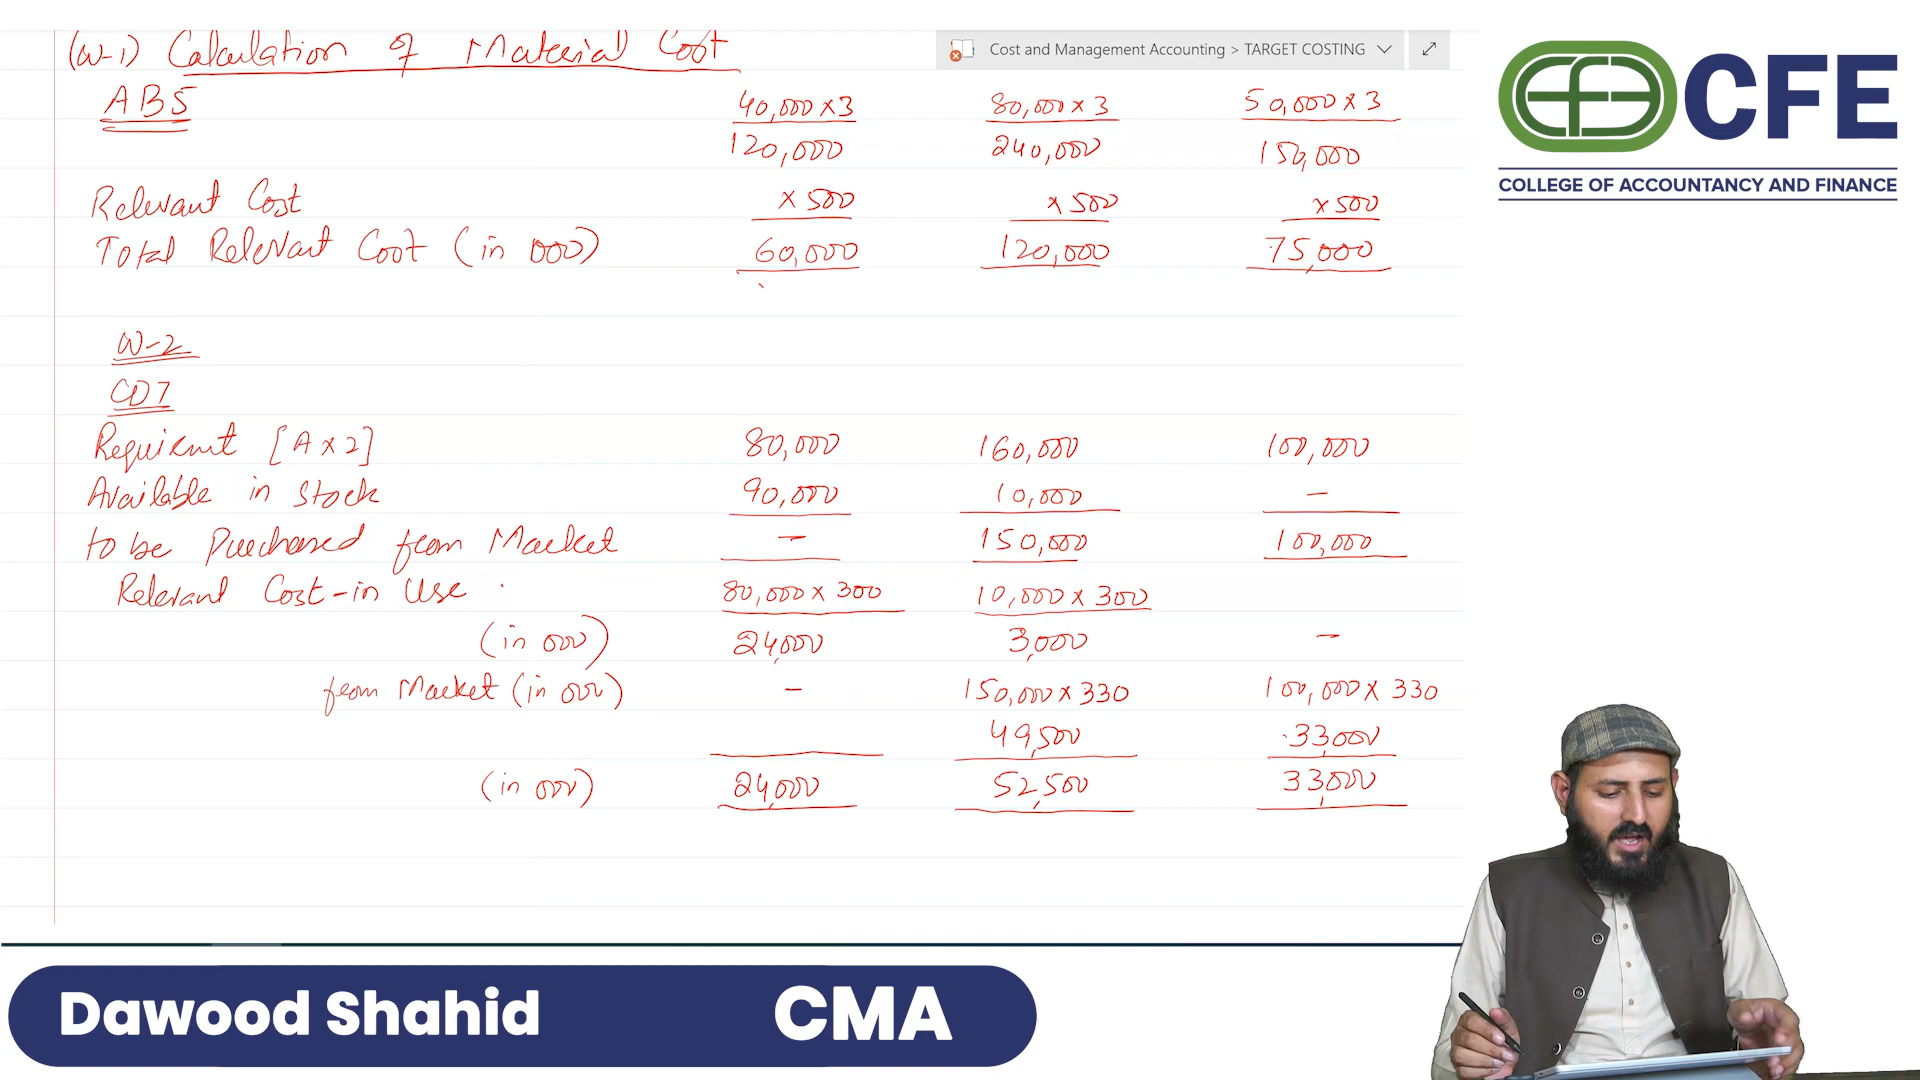 (W-1) Calculation of Material Cost
Cost and Management Accounting > TARGET COSTING
CFE
COLLEGE OF ACCOUNTANCY AND FINANCE
AB5 40,000 x 3 80,000 x 3 50,000 x 3
120,000 240,000 150,000
Relevant Cost x 500 x 500 x 500
Total Relevant Cost (in 000) 60,000 120,000 75,000
W-2
CD7
Requirement [A x 2] 80,000 160,000 100,000
Available in stock 90,000 10,000 -
to be Purchased from Market - 150,000 100,000
Relevant Cost-in Use 80,000 x 300 10,000 x 300
(in 000) 24,000 3,000 -
from Market (in 000) - 150,000 x 330 100,000 x 330
49,500 33,000
(in 000) 24,000 52,500 33,000
Dawood Shahid CMA